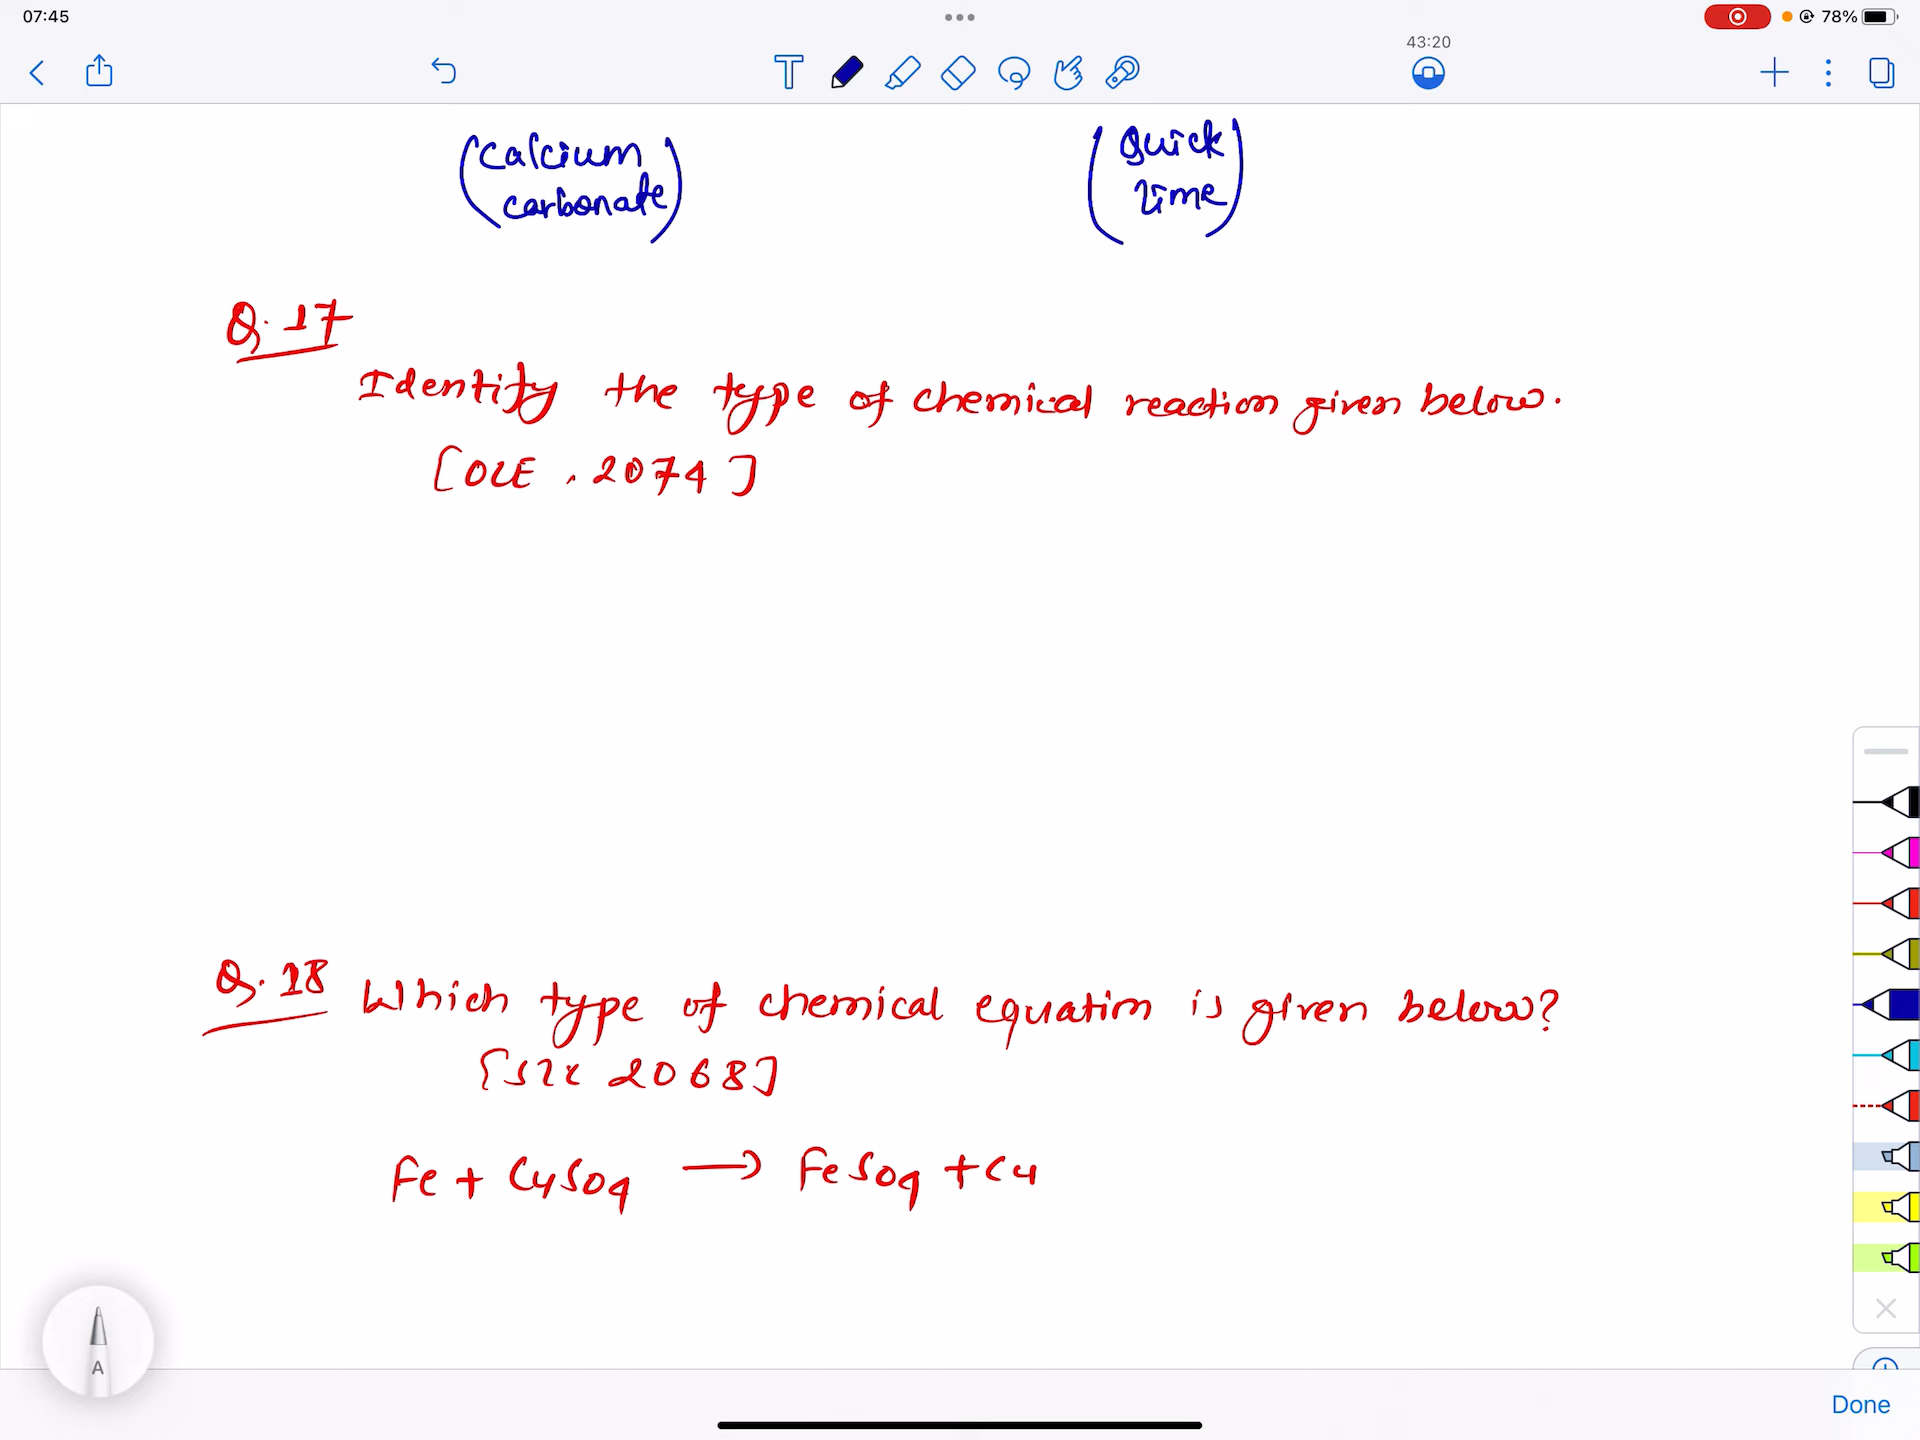 07:45
78%
43:20
(calcium carbonate)
(Quick lime)
Q. 17
Identify the type of chemical reaction given below.
[OLE . 2074]
Q. 18 Which type of chemical equation is given below?
2068]
Fe + CuSO4 → FeSO4 + Cu
A
Done